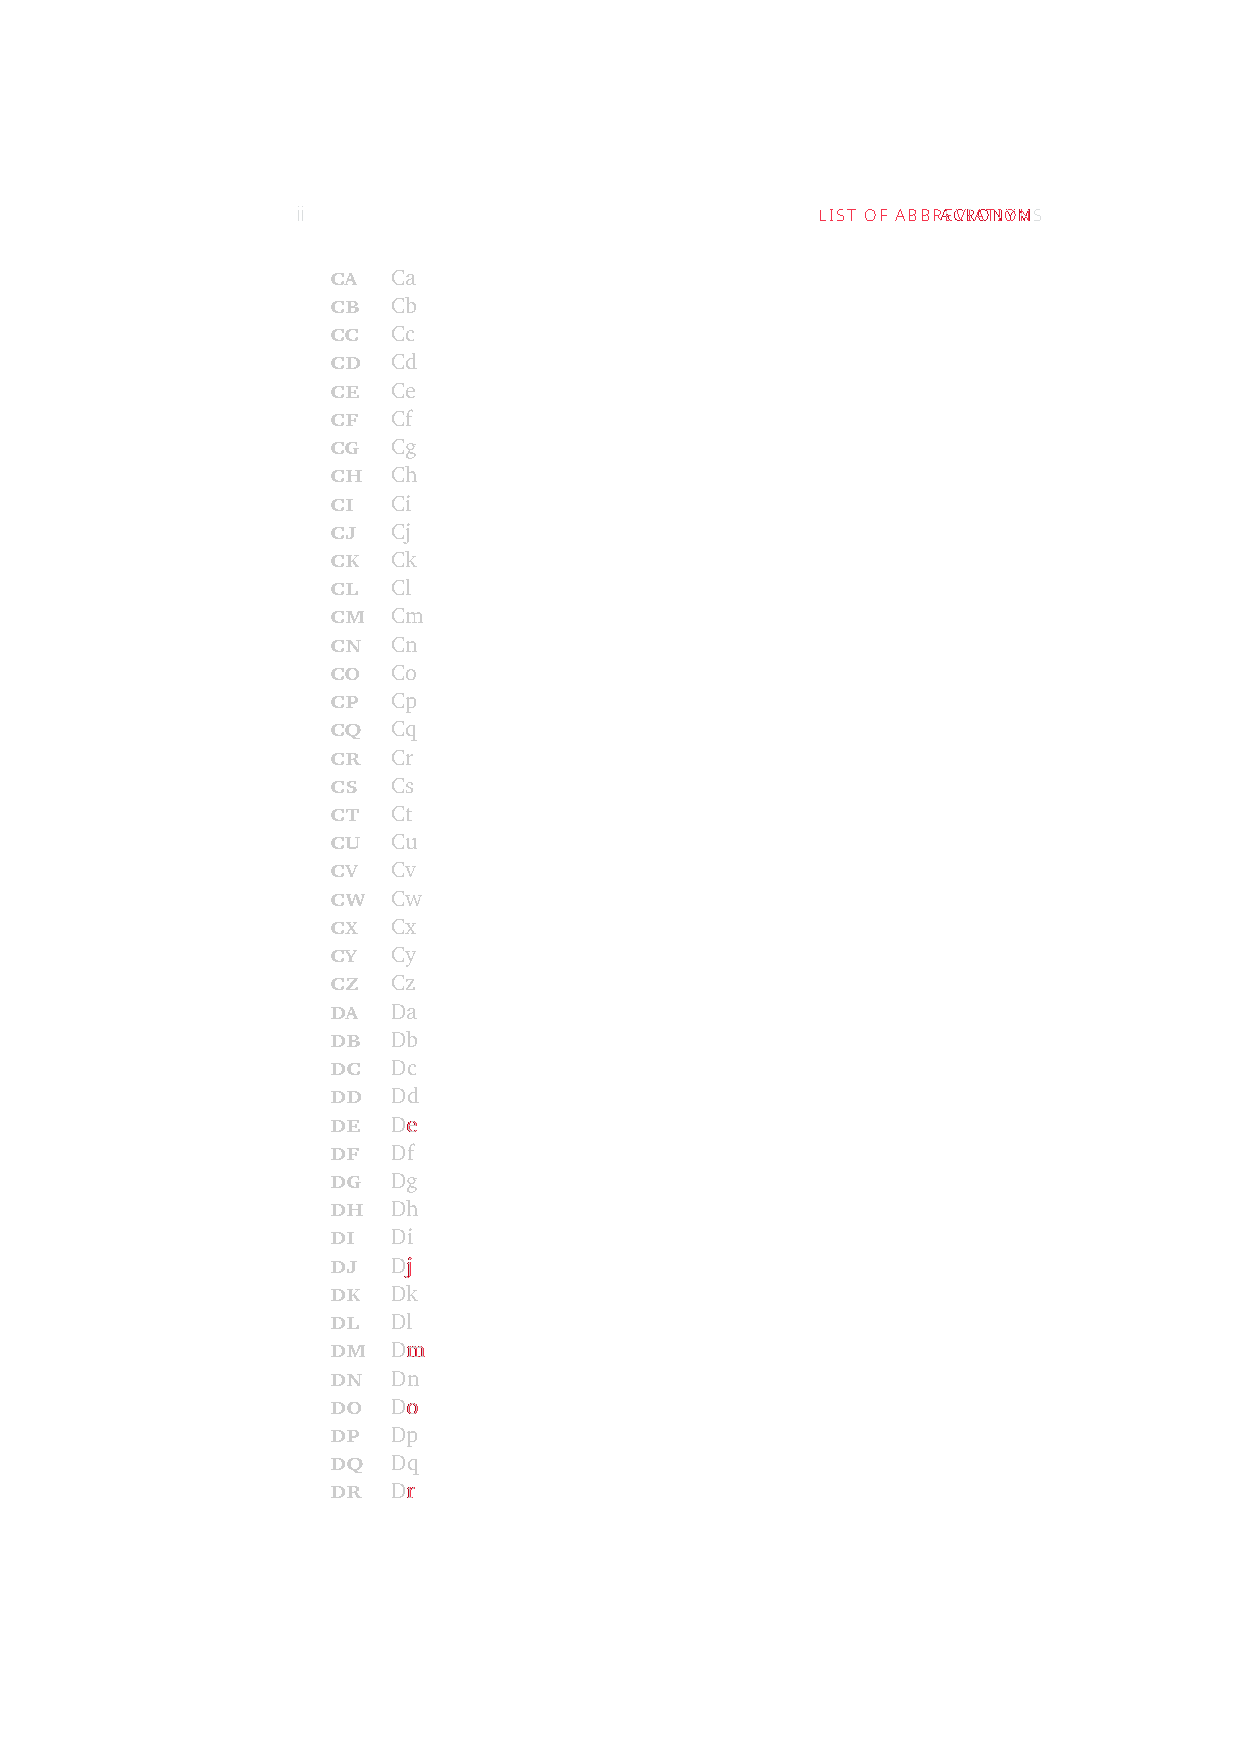 ii LIST OF ABBREVIATIONS ACRONYMS
CA Ca
CB Cb
CC Cc
CD Cd
CE Ce
CF Cf
CG Cg
CH Ch
CI Ci
CJ Cj
CK Ck
CL Cl
CM Cm
CN Cn
CO Co
CP Cp
CQ Cq
CR Cr
CS Cs
CT Ct
CU Cu
CV Cv
CW Cw
CX Cx
CY Cy
CZ Cz
DA Da
DB Db
DC Dc
DD Dd
DE De
DF Df
DG Dg
DH Dh
DI Di
DJ Dj
DK Dk
DL Dl
DM Dm
DN Dn
DO Do
DP Dp
DQ Dq
DR Dr